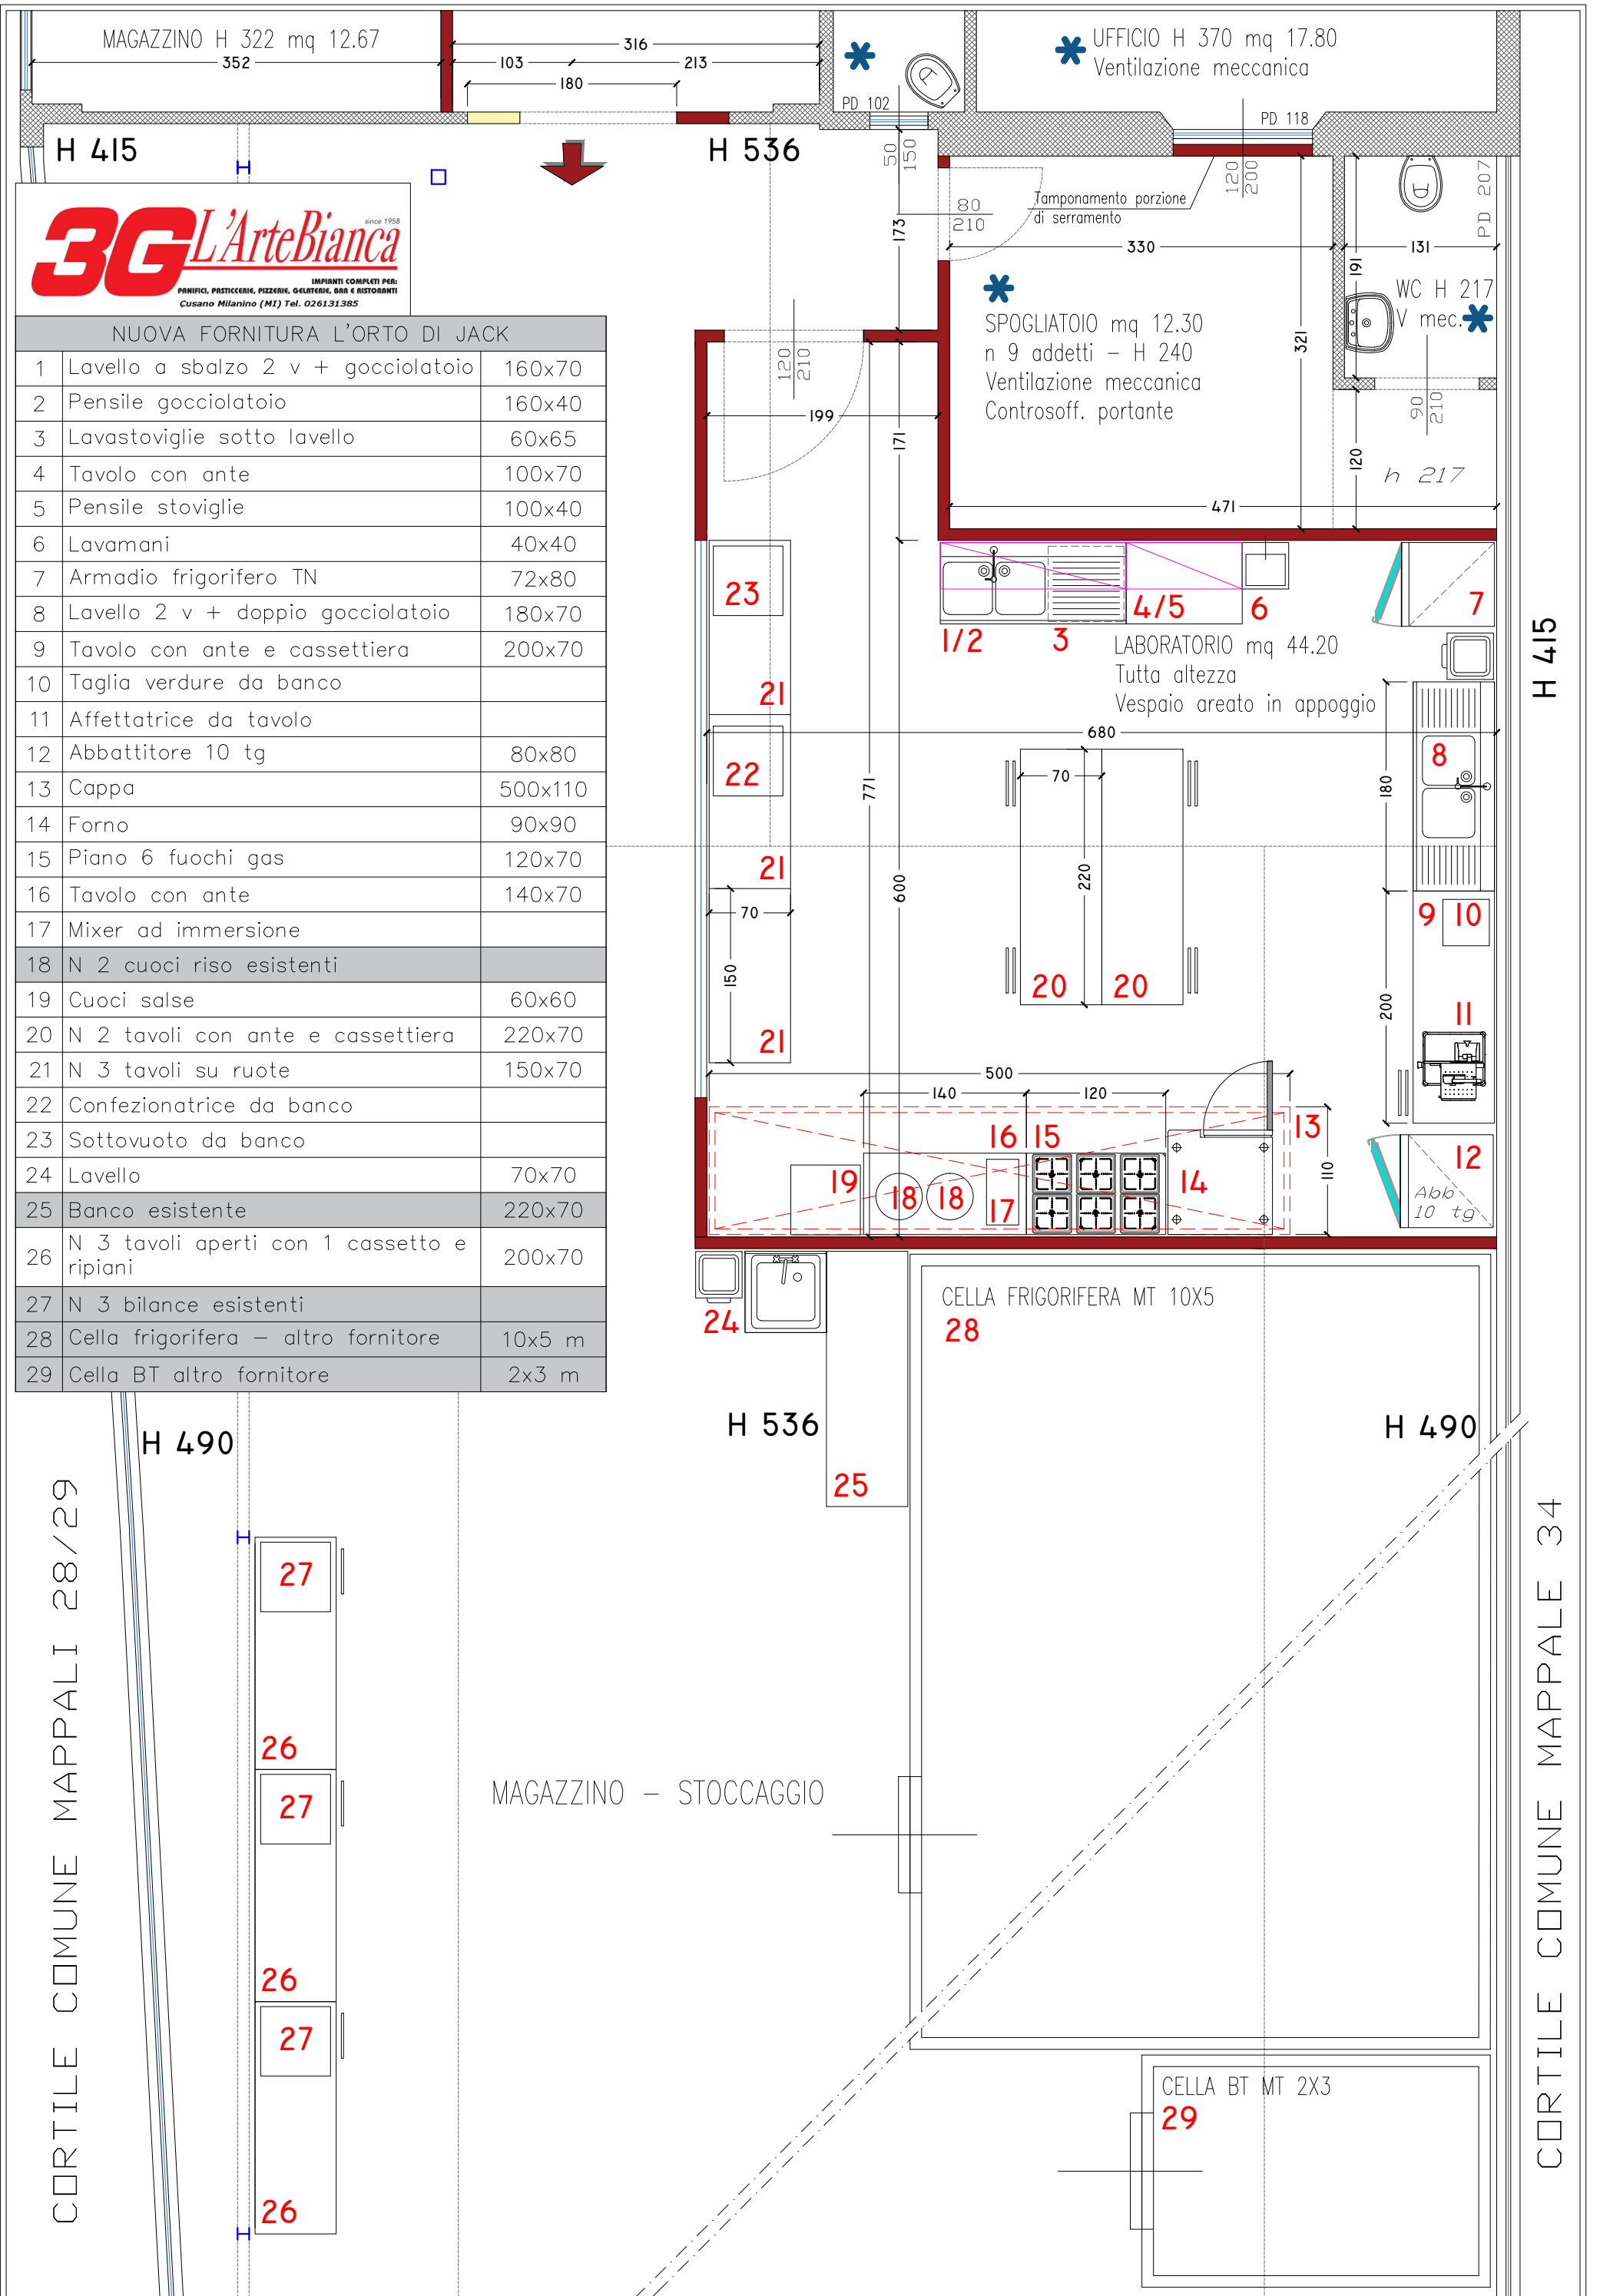 MAGAZZINO H 322 mq 12.67
352
316
103
213
180
PD 102
UFFICIO H 370 mq 17.80
Ventilazione meccanica
PD 118
H 415
H 536
50
150
120
200
PD 207
80
210
Tamponamento porzione
di serramento
173
330
131
191
3G L'ArteBianca
since 1958
IMPIANTI COMPLETI PER:
PANIFICI, PASTICCERIE, PIZZERIE, GELATERIE, BAR E RISTORANTI
Cusano Milanino (MI) Tel. 026131385
WC H 217
V mec.
SPOGLIATOIO mq 12.30
n 9 addetti – H 240
Ventilazione meccanica
Controsoff. portante
321
120
210
90
210
199
171
120
h 217
471
NUOVA FORNITURA L'ORTO DI JACK
1 Lavello a sbalzo 2 v + gocciolatoio 160x70
2 Pensile gocciolatoio 160x40
3 Lavastoviglie sotto lavello 60x65
4 Tavolo con ante 100x70
5 Pensile stoviglie 100x40
6 Lavamani 40x40
7 Armadio frigorifero TN 72x80
8 Lavello 2 v + doppio gocciolatoio 180x70
9 Tavolo con ante e cassettiera 200x70
10 Taglia verdure da banco
11 Affettatrice da tavolo
12 Abbattitore 10 tg 80x80
13 Cappa 500x110
14 Forno 90x90
15 Piano 6 fuochi gas 120x70
16 Tavolo con ante 140x70
17 Mixer ad immersione
18 N 2 cuoci riso esistenti
19 Cuoci salse 60x60
20 N 2 tavoli con ante e cassettiera 220x70
21 N 3 tavoli su ruote 150x70
22 Confezionatrice da banco
23 Sottovuoto da banco
24 Lavello 70x70
25 Banco esistente 220x70
26 N 3 tavoli aperti con 1 cassetto e
ripiani 200x70
27 N 3 bilance esistenti
28 Cella frigorifera – altro fornitore 10x5 m
29 Cella BT altro fornitore 2x3 m
23
1/2
3
4/5
6
7
H 415
LABORATORIO mq 44.20
Tutta altezza
Vespaio areato in appoggio
21
680
22
70
8
180
771
21
600
220
70
9
10
150
20
20
200
11
21
500
140
120
13
16
15
110
12
19
18
18
17
14
Abb
10 tg
24
CELLA FRIGORIFERA MT 10X5
28
H 536
H 490
H 490
25
CORTILE COMUNE MAPPALI 28/29
CORTILE COMUNE MAPPALE 34
27
26
27
MAGAZZINO – STOCCAGGIO
26
27
26
CELLA BT MT 2X3
29